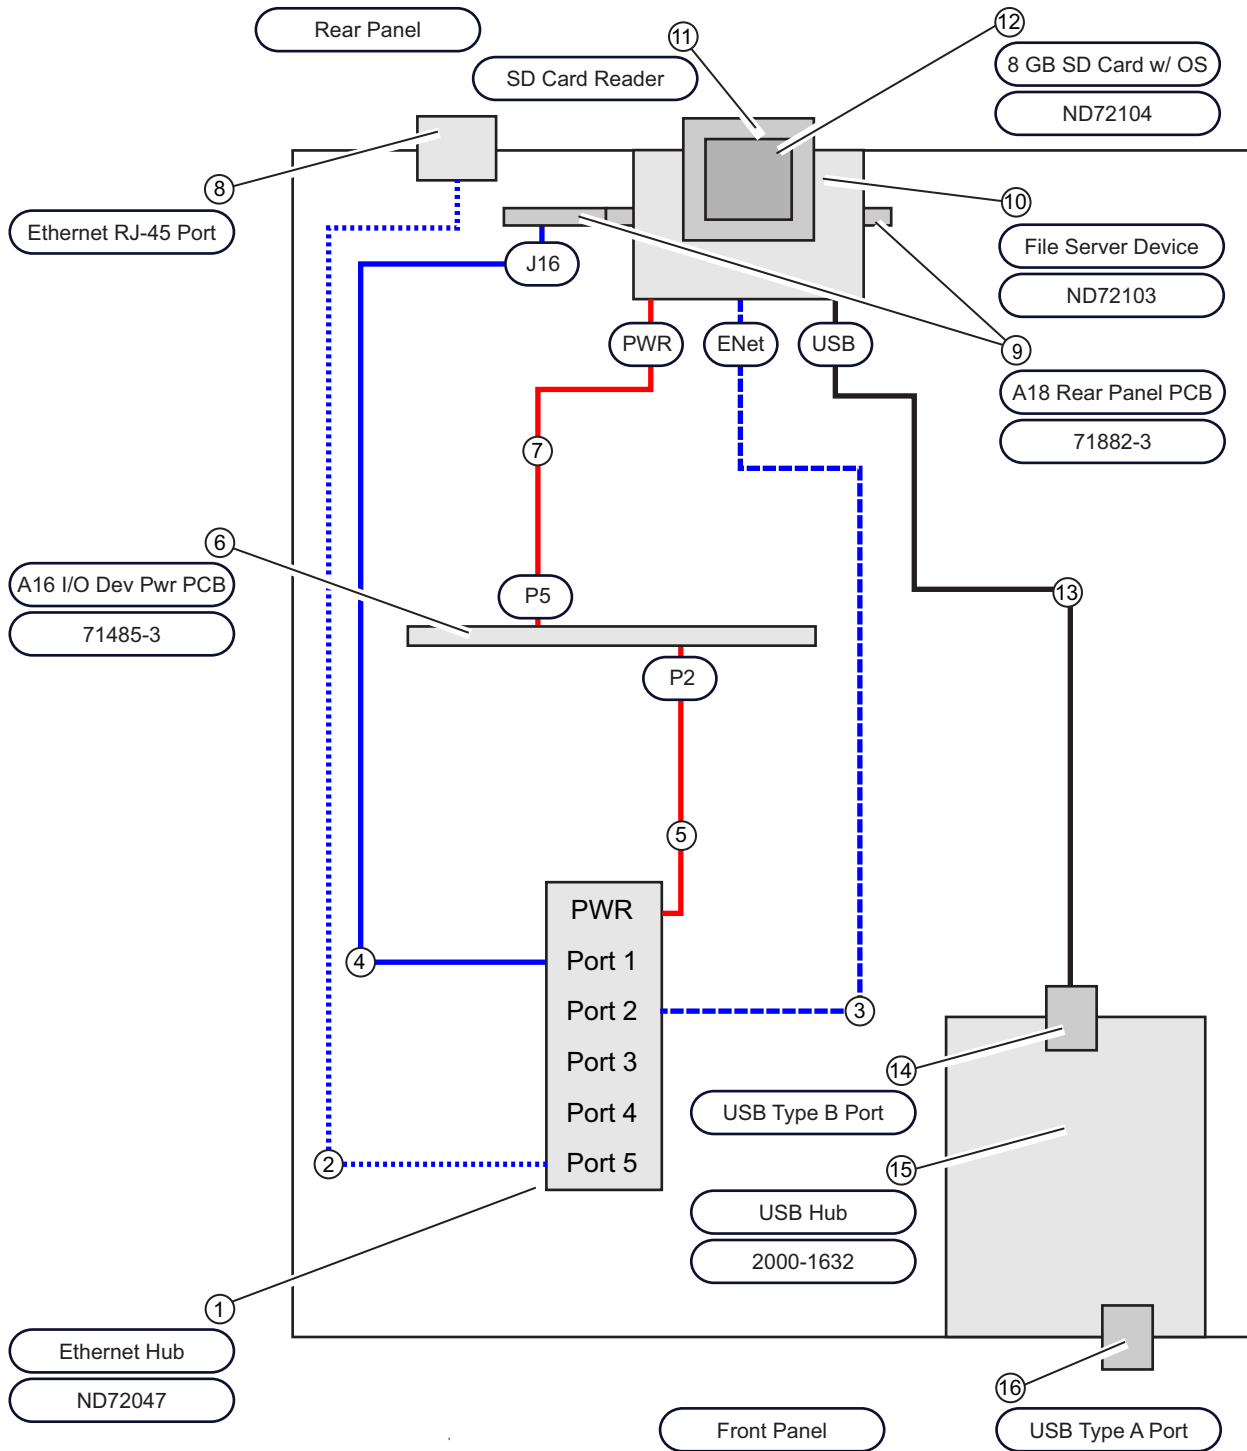 Rear Panel
11
12
SD Card Reader
8 GB SD Card w/ OS
ND72104
8
10
Ethernet RJ-45 Port
File Server Device
J16
ND72103
PWR
ENet
USB
9
A18 Rear Panel PCB
71882-3
7
6
A16 I/O Dev Pwr PCB
P5
13
71485-3
P2
5
PWR
4
Port 1
Port 2
3
Port 3
14
Port 4
USB Type B Port
2
Port 5
15
USB Hub
2000-1632
1
Ethernet Hub
ND72047
16
Front Panel
USB Type A Port